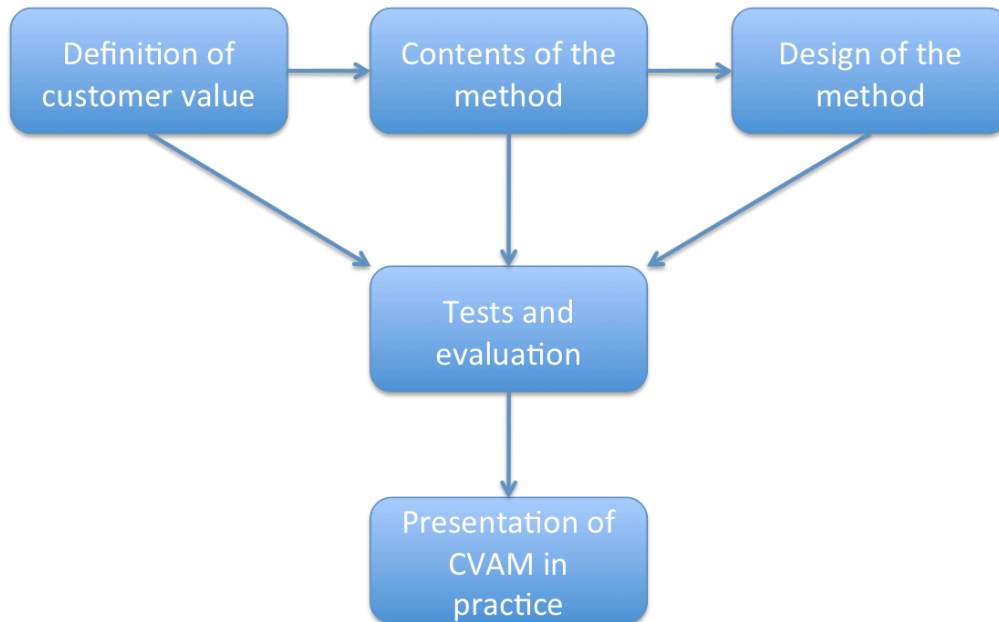 Definition of
customer value
Contents of the
method
Design of the
method
Tests and
evaluation
Presentation of
CVAM in
practice